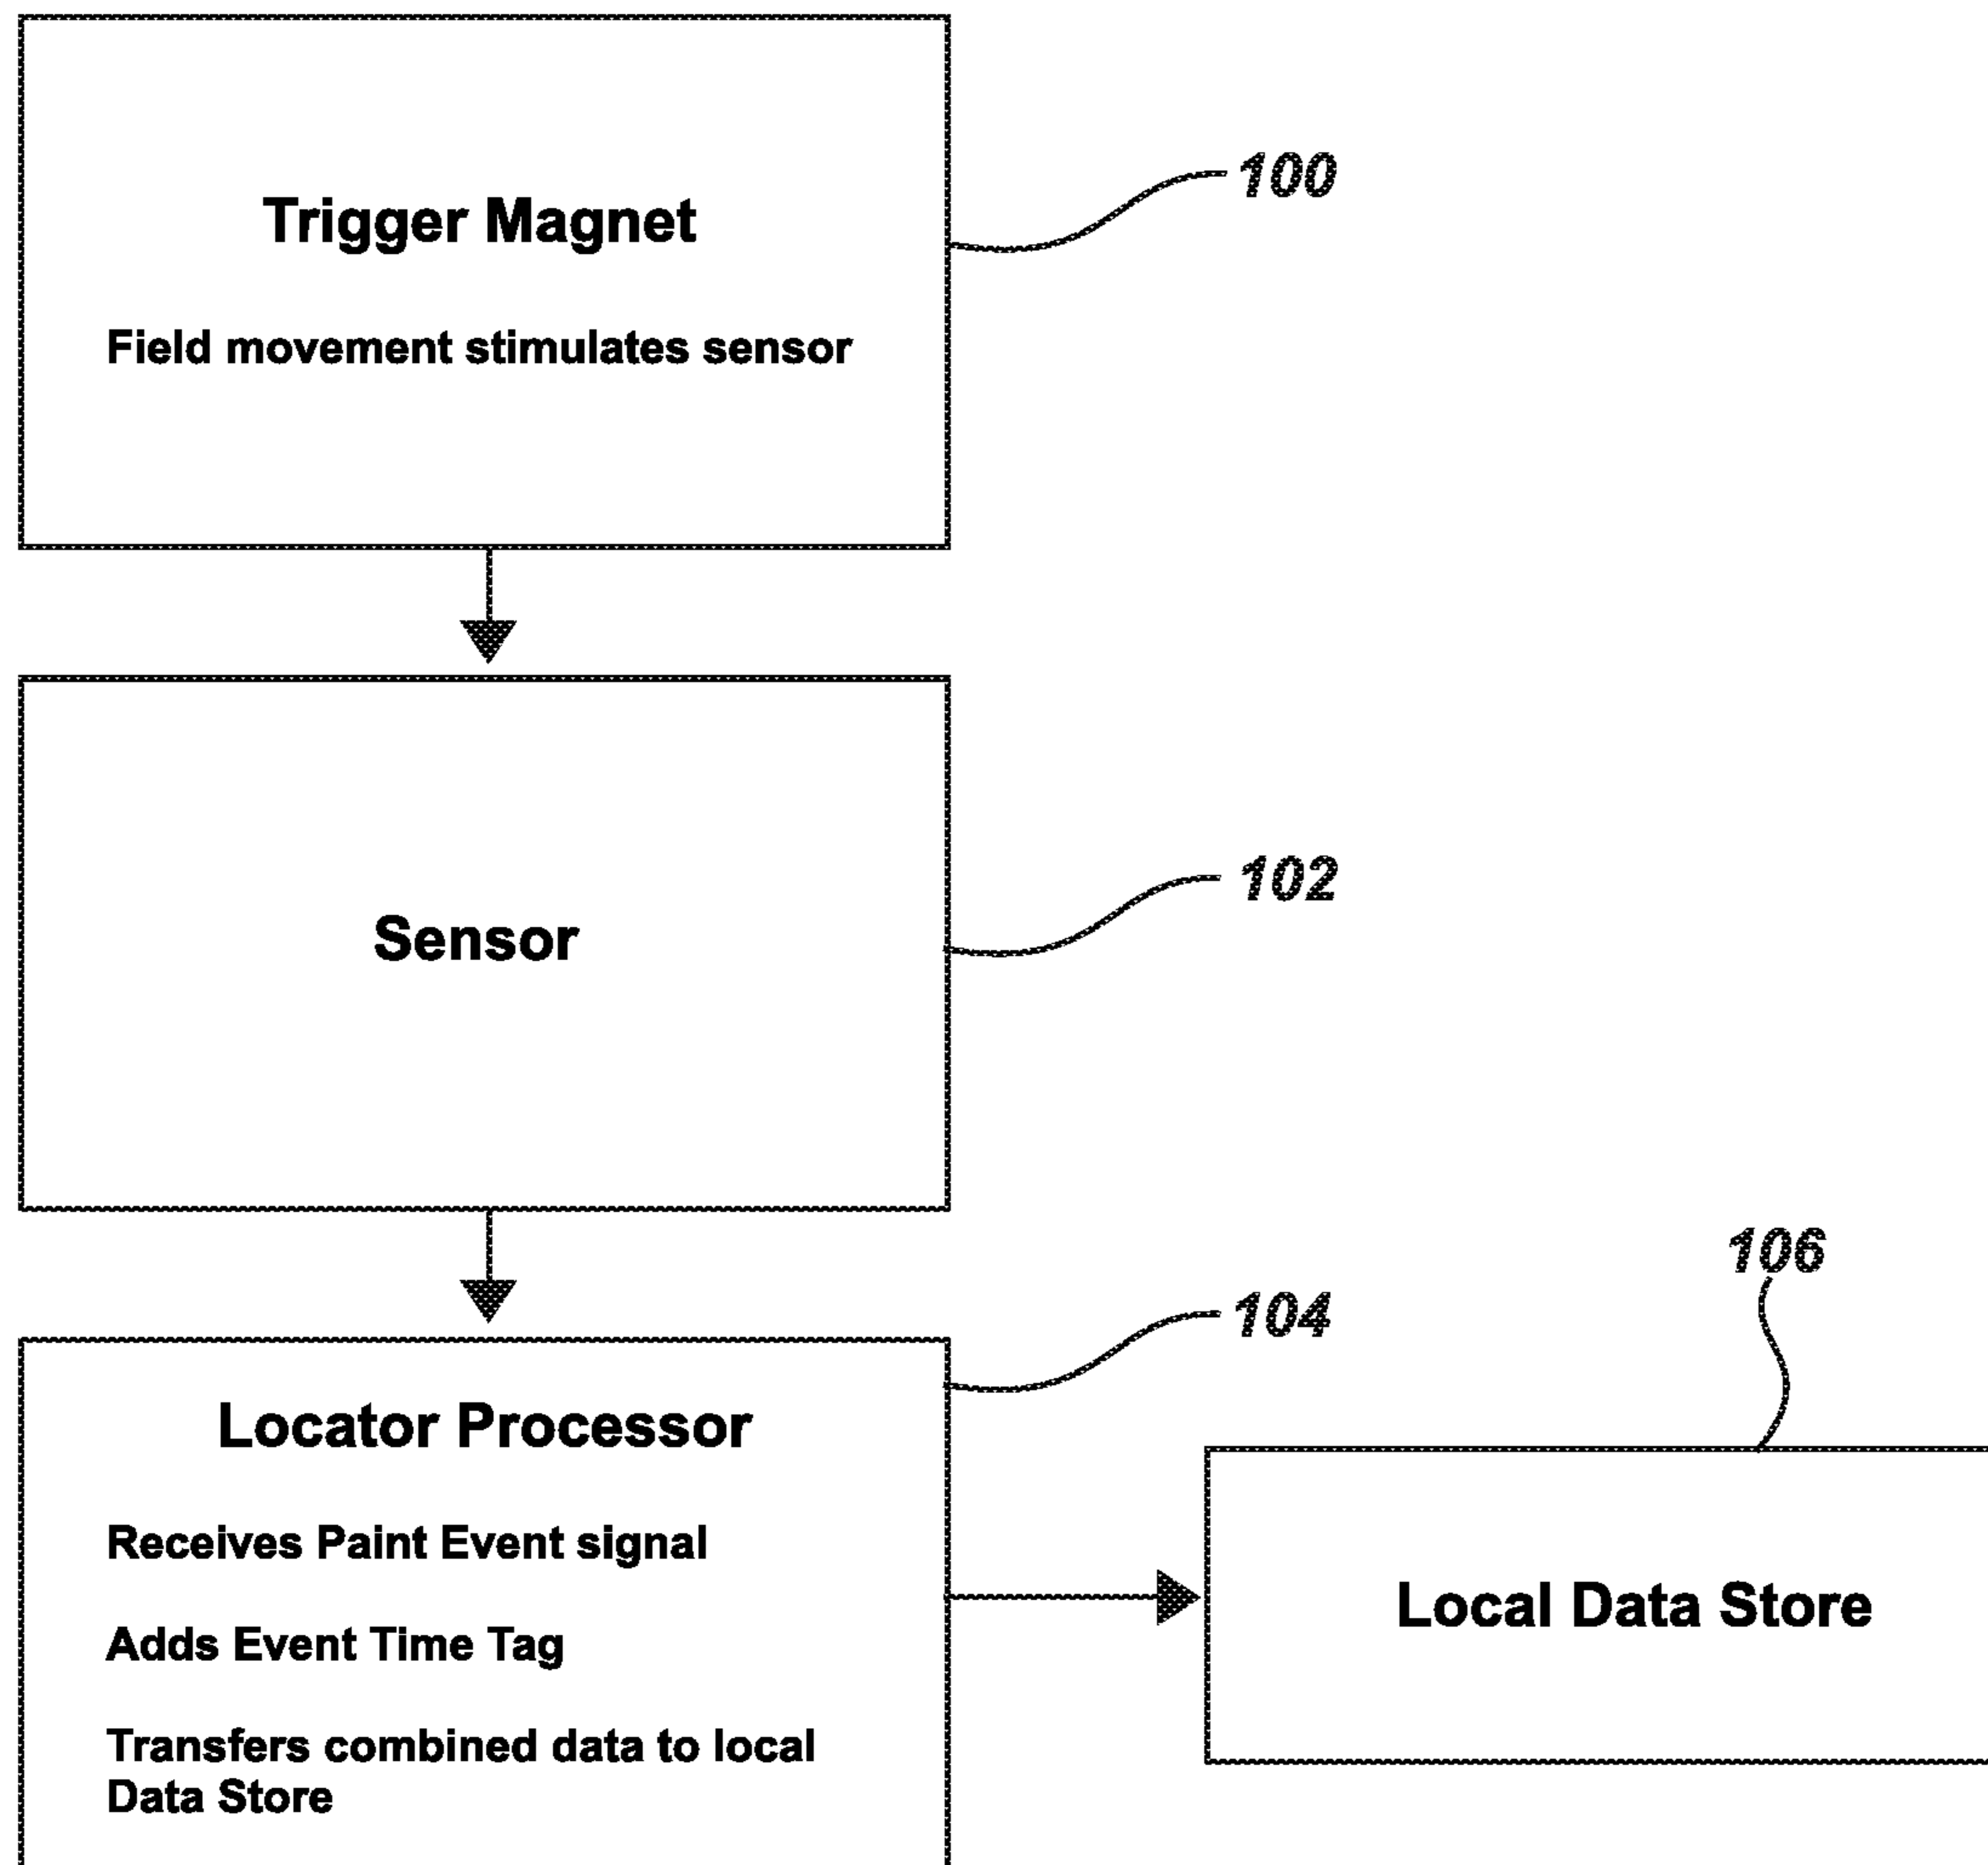 Trigger Magnet
100
Field movement stimulates sensor
Sensor
102
Locator Processor
104
Receives Paint Event signal
Adds Event Time Tag
Transfers combined data to local
Data Store
106
Local Data Store